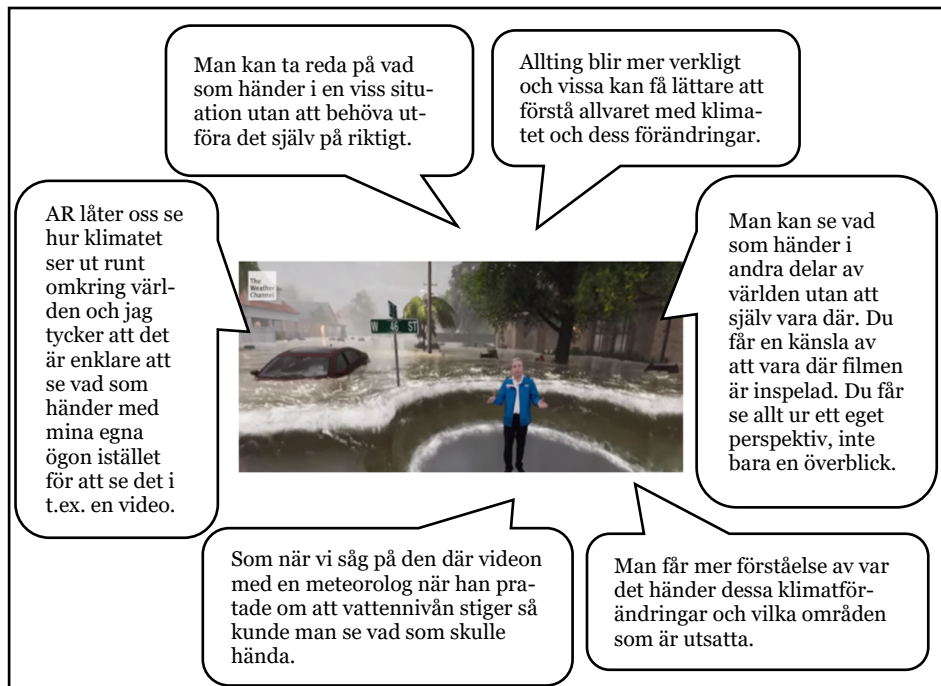 Man kan ta reda på vad
som händer i en viss situ-
ation utan att behöva ut-
föra det själv på riktigt.
Allting blir mer verkligt
och vissa kan få lättare att
förstå allvaret med klima-
tet och dess förändringar.
AR låter oss se
hur klimatet
ser ut runt
omkring värl-
den och jag
tycker att det
är enklare att
se vad som
händer med
mina egna
ögon istället
för att se det i
t.ex. en video.
The
Weather
Channel
W 46 ST
Man kan se vad
som händer i
andra delar av
världen utan att
själv vara där. Du
får en känsla av
att vara där filmen
är inspelad. Du får
se allt ur ett eget
perspektiv, inte
bara en överblick.
Som när vi såg på den där videon
med en meteorolog när han pra-
tade om att vattennivån stiger så
kunde man se vad som skulle
hända.
Man får mer förståelse av var
det händer dessa klimatför-
ändringar och vilka områden
som är utsatta.